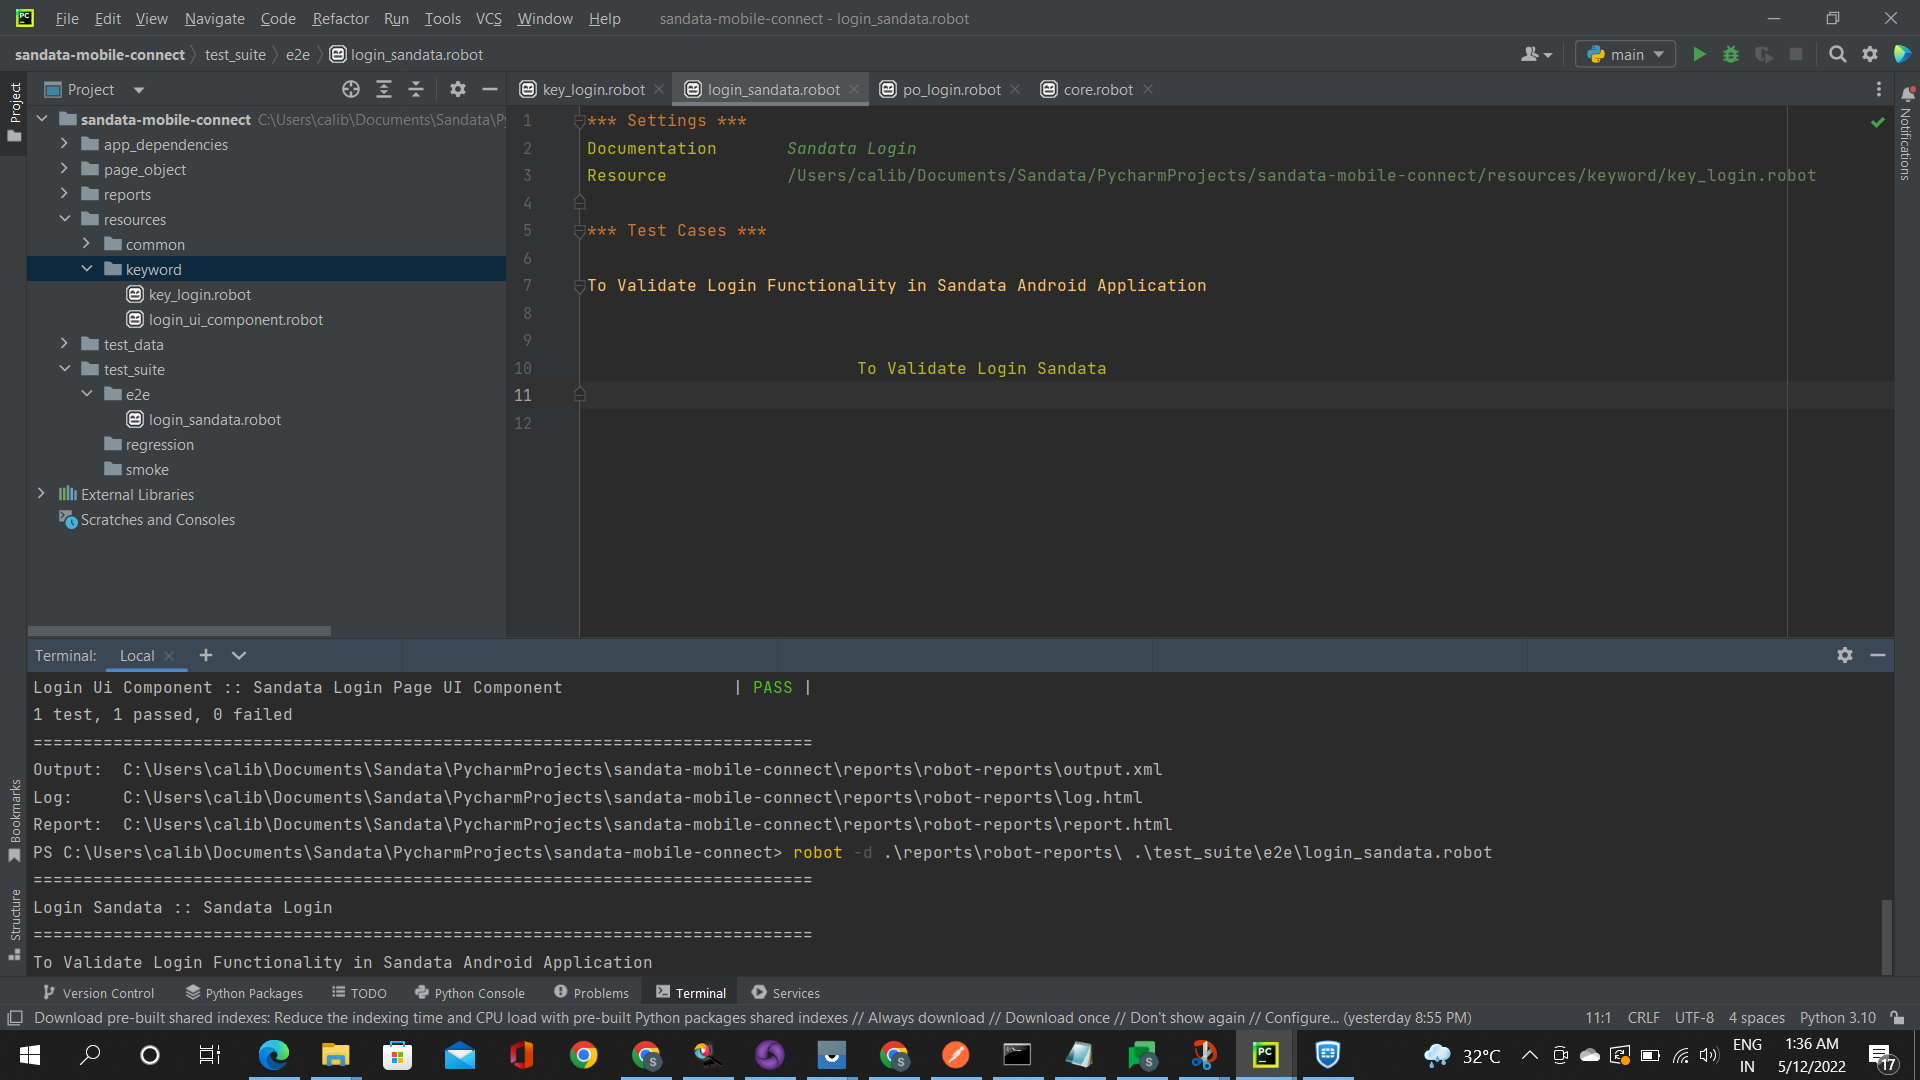 File Edit View Navigate Code Refactor Run Tools VCS Window Help sandata-mobile-connect - login_sandata.robot
sandata-mobile-connect test_suite e2e login_sandata.robot main
Project
key_login.robot login_sandata.robot po_login.robot core.robot
Project
sandata-mobile-connect C:\Users\calib\Documents\Sandata\P
app_dependencies
page_object
reports
resources
common
keyword
key_login.robot
login_ui_component.robot
test_data
test_suite
e2e
login_sandata.robot
regression
smoke
External Libraries
Scratches and Consoles
1 *** Settings ***
2 Documentation Sandata Login
3 Resource /Users/calib/Documents/Sandata/PycharmProjects/sandata-mobile-connect/resources/keyword/key_login.robot
4
5 *** Test Cases ***
6
7 To Validate Login Functionality in Sandata Android Application
8
9
10 To Validate Login Sandata
11
12
Notifications
Terminal: Local
Login Ui Component :: Sandata Login Page UI Component | PASS |
1 test, 1 passed, 0 failed
==============================================================================
Output: C:\Users\calib\Documents\Sandata\PycharmProjects\sandata-mobile-connect\reports\robot-reports\output.xml
Log: C:\Users\calib\Documents\Sandata\PycharmProjects\sandata-mobile-connect\reports\robot-reports\log.html
Report: C:\Users\calib\Documents\Sandata\PycharmProjects\sandata-mobile-connect\reports\robot-reports\report.html
PS C:\Users\calib\Documents\Sandata\PycharmProjects\sandata-mobile-connect> robot -d .\reports\robot-reports\ .\test_suite\e2e\login_sandata.robot
==============================================================================
Login Sandata :: Sandata Login
==============================================================================
To Validate Login Functionality in Sandata Android Application
Bookmarks
Structure
Version Control Python Packages TODO Python Console Problems Terminal Services
Download pre-built shared indexes: Reduce the indexing time and CPU load with pre-built Python packages shared indexes // Always download // Download once // Don't show again // Configure... (yesterday 8:55 PM) 11:1 CRLF UTF-8 4 spaces Python 3.10
32°C ENG IN 1:36 AM 5/12/2022 17